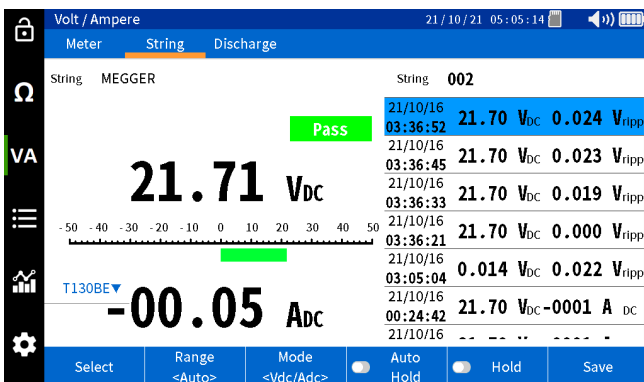 Volt / Ampere
21/10/21 05:05:14
Meter String Discharge
Ω
VA
String MEGGER
Pass
21.71 VDC
-50 -40 -30 -20 -10 0 10 20 30 40 50
T130BE▼
-00.05 ADC
String 002
21/10/16
03:36:52 21.70 VDC 0.024 Vripp
21/10/16
03:36:45 21.70 VDC 0.023 Vripp
21/10/16
03:36:33 21.70 VDC 0.019 Vripp
21/10/16
03:36:21 21.70 VDC 0.000 Vripp
21/10/16
03:05:04 0.014 VDC 0.022 Vripp
21/10/16
00:24:42 21.70 VDC -0001 A DC
21/10/16
Select
Range
<Auto>
Mode
<Vdc/Adc>
Auto
Hold
Hold
Save